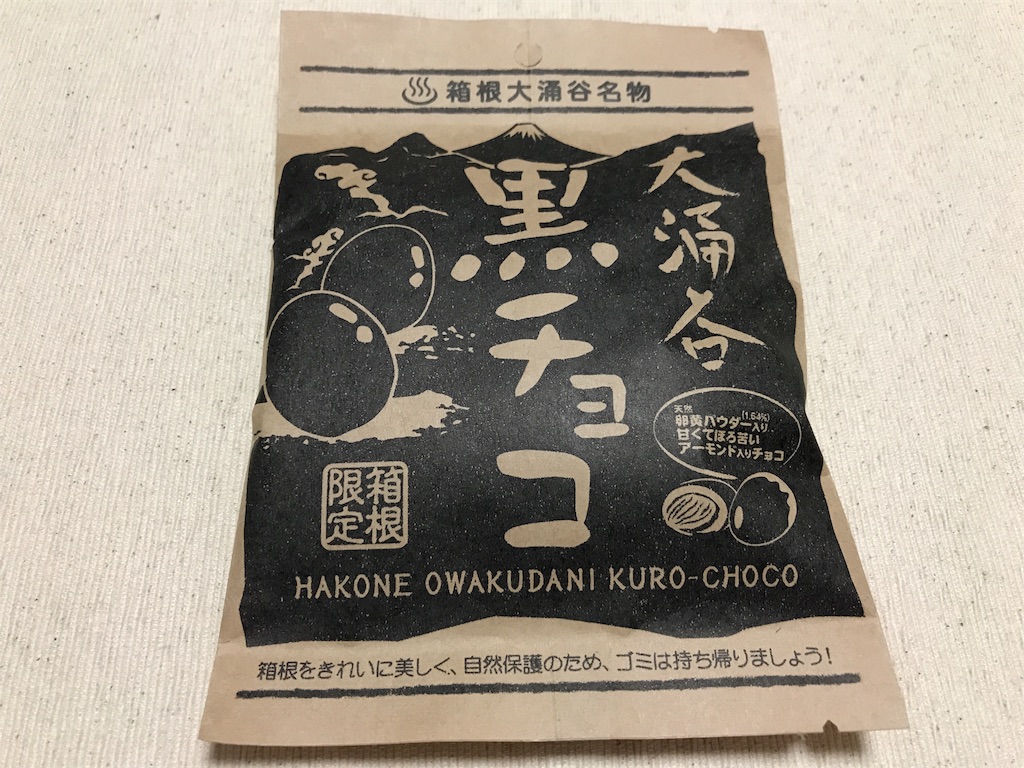 箱根大涌谷名物
大涌谷
黒チョコ
天然
卵黄パウダー(1.64%)入り
甘くてほろ苦い
アーモンド入りチョコ
箱根
限定
HAKONE OWAKUDANI KURO-CHOCO
箱根をきれいに美しく、自然保護のため、ゴミは持ち帰りましょう!